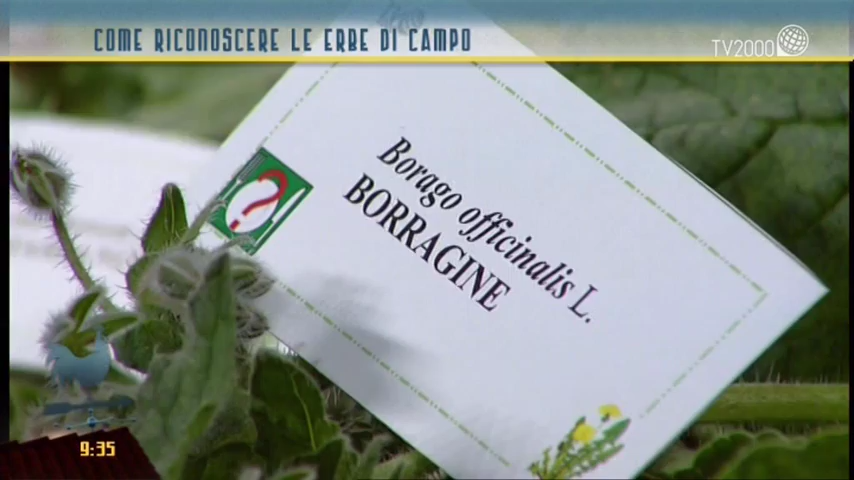 COME RICONOSCERE LE ERBE DI CAMPO
TV2000
?
Borago officinalis L.
BORRAGINE
9:35